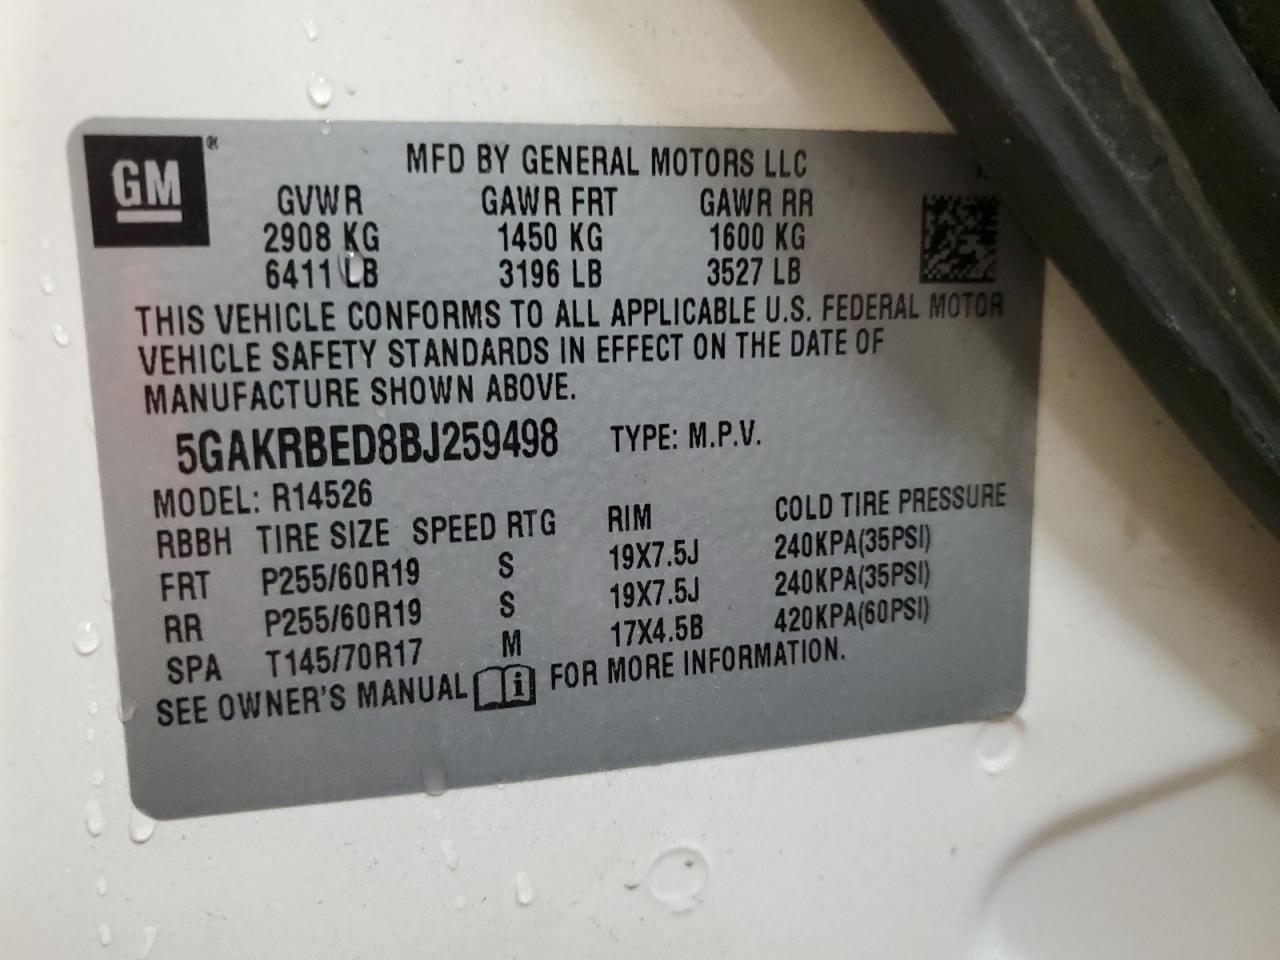 GM®
MFD BY GENERAL MOTORS LLC
GVWR GAWR FRT GAWR RR
2908 KG 1450 KG 1600 KG
6411 LB 3196 LB 3527 LB
THIS VEHICLE CONFORMS TO ALL APPLICABLE U.S. FEDERAL MOTOR
VEHICLE SAFETY STANDARDS IN EFFECT ON THE DATE OF
MANUFACTURE SHOWN ABOVE.
5GAKRBED8BJ259498 TYPE: M.P.V.
MODEL: R14526
RBBH TIRE SIZE SPEED RTG RIM COLD TIRE PRESSURE
FRT P255/60R19 S 19X7.5J 240KPA(35PSI)
RR P255/60R19 S 19X7.5J 240KPA(35PSI)
SPA T145/70R17 M 17X4.5B 420KPA(60PSI)
SEE OWNER'S MANUAL i FOR MORE INFORMATION.